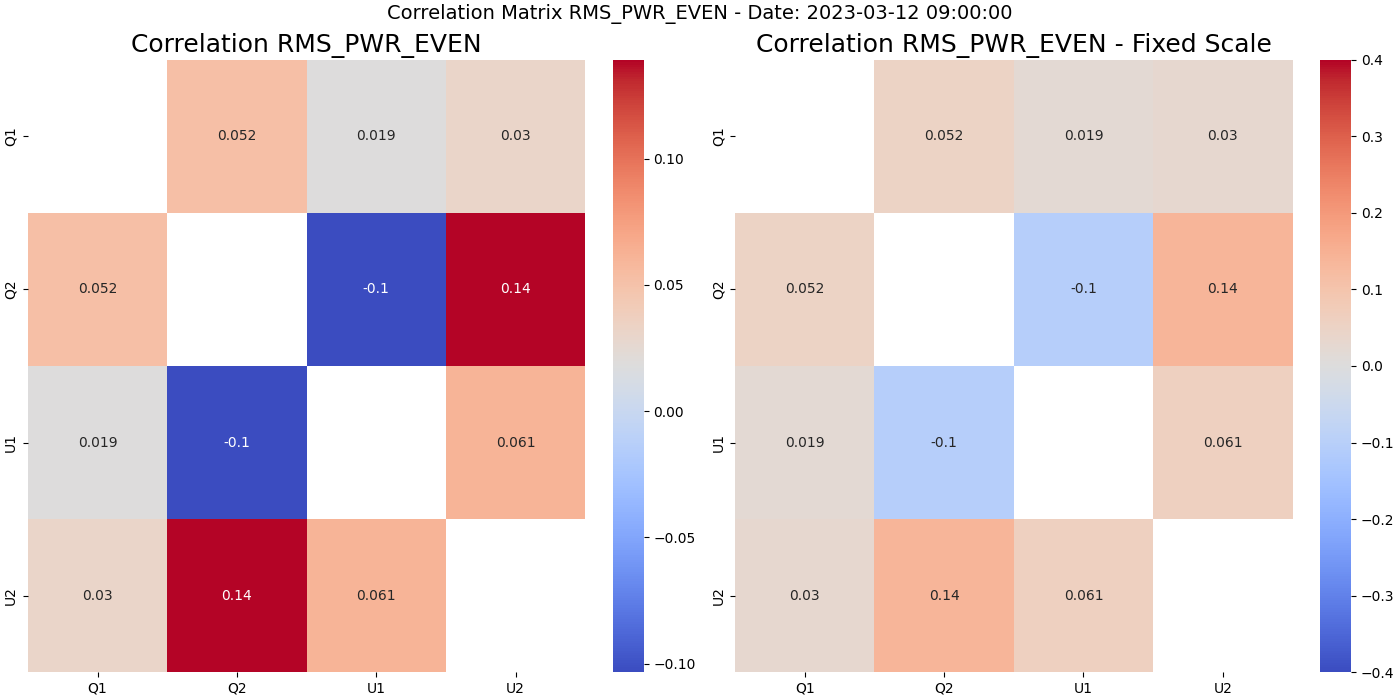 Correlation Matrix RMS_PWR_EVEN - Date: 2023-03-12 09:00:00
Correlation RMS_PWR_EVEN
Q1
0.052
0.019
0.03
Q2
0.052
-0.1
0.14
U1
0.019
-0.1
0.061
U2
0.03
0.14
0.061
Q1
Q2
U1
U2
0.10
0.05
0.00
−0.05
−0.10
Correlation RMS_PWR_EVEN - Fixed Scale
Q1
0.052
0.019
0.03
Q2
0.052
-0.1
0.14
U1
0.019
-0.1
0.061
U2
0.03
0.14
0.061
Q1
Q2
U1
U2
0.4
0.3
0.2
0.1
0.0
−0.1
−0.2
−0.3
−0.4